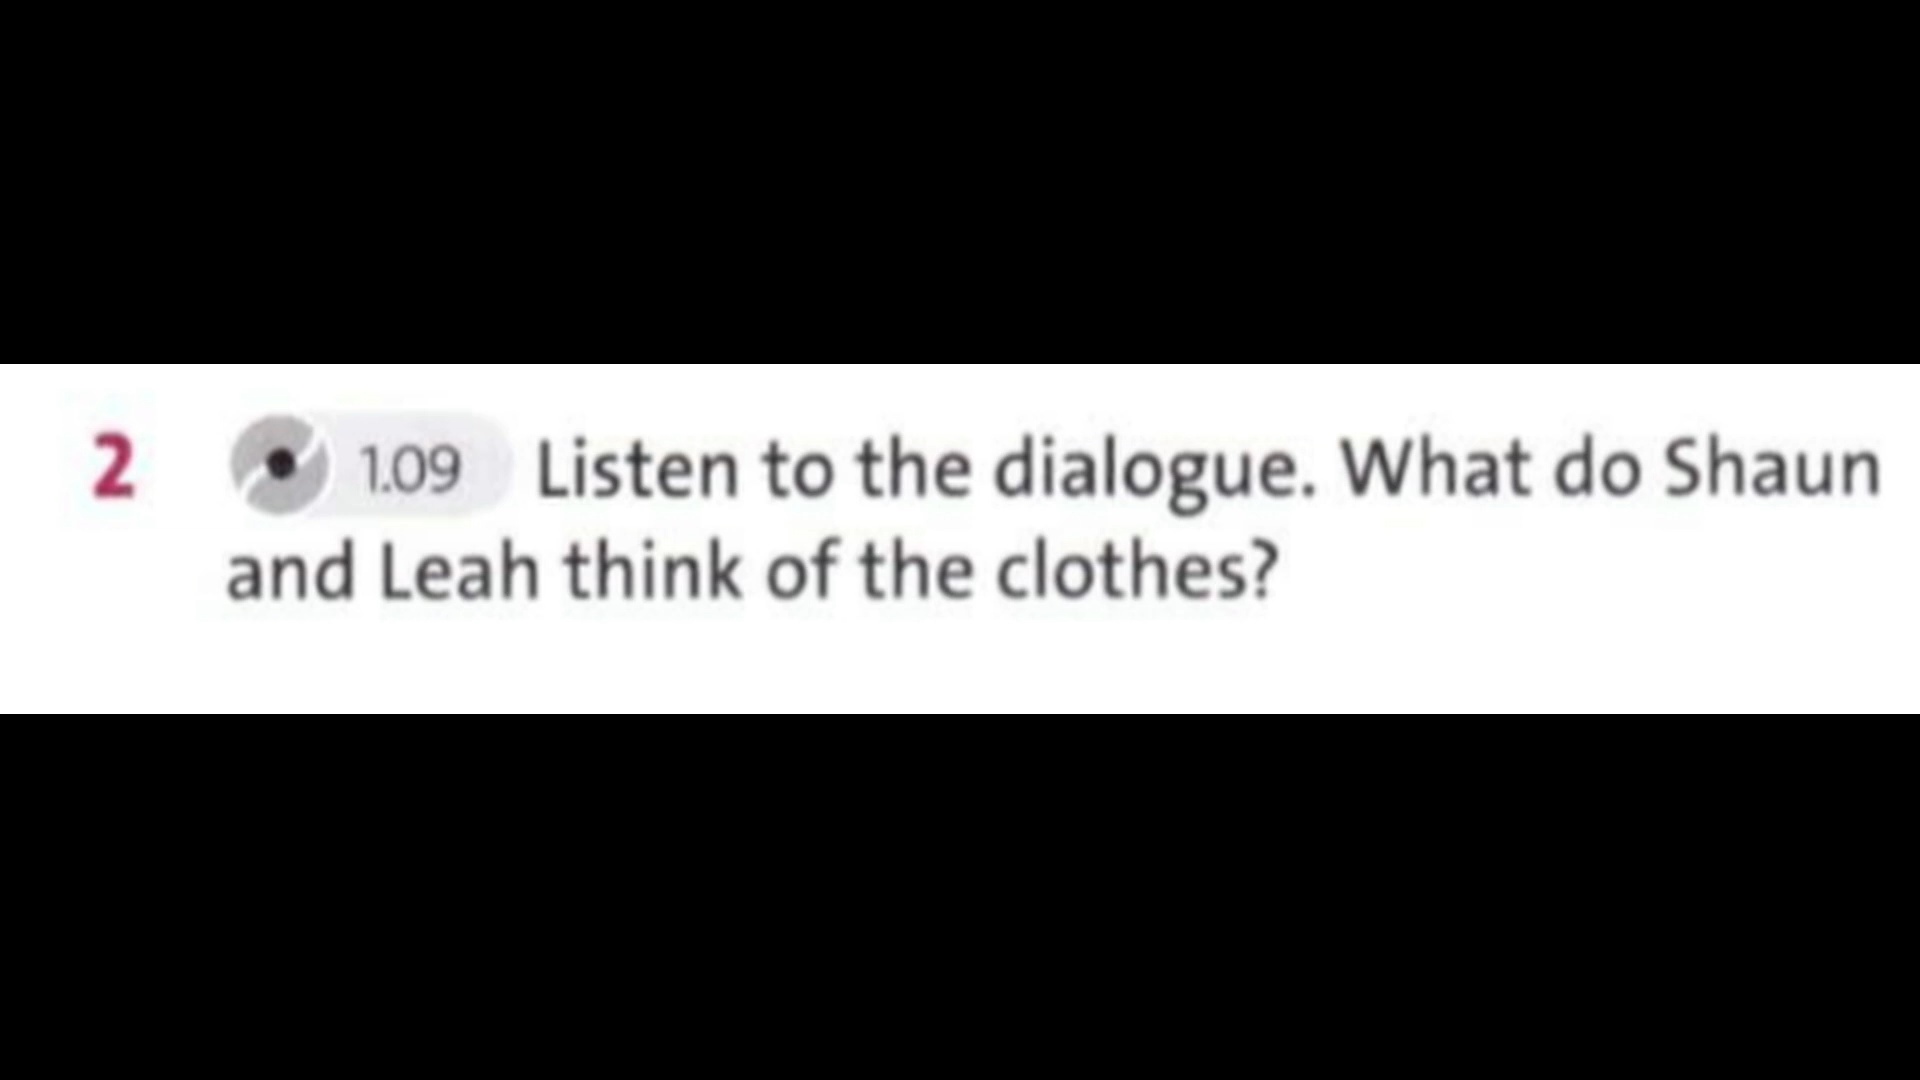 2 1.09 Listen to the dialogue. What do Shaun
and Leah think of the clothes?